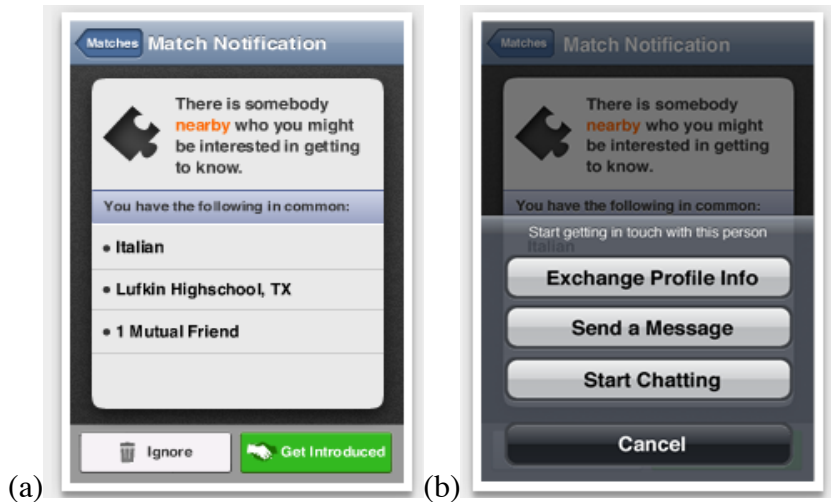 Matches Match Notification
There is somebody
nearby who you might
be interested in getting
to know.
You have the following in common:
• Italian
• Lufkin Highschool, TX
• 1 Mutual Friend
Ignore Get Introduced
(a)
Matches Match Notification
There is somebody
nearby who you might
be interested in getting
to know.
You have the following in common:
Start getting in touch with this person
Italian
Exchange Profile Info
Send a Message
Start Chatting
Cancel
(b)